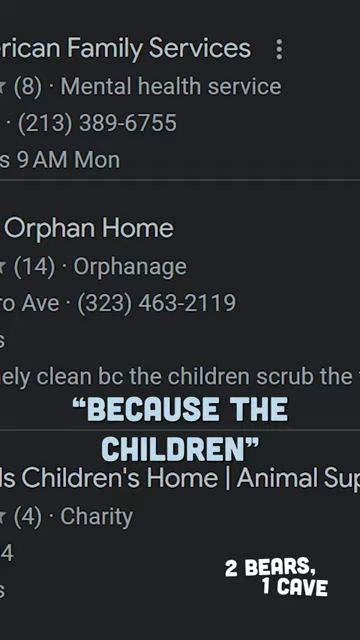 rican Family Services
(8) · Mental health service
· (213) 389-6755
s 9 AM Mon
Orphan Home
(14) · Orphanage
ro Ave · (323) 463-2119
s
ely clean bc the children scrub the
“BECAUSE THE
CHILDREN”
ds Children's Home | Animal Sup
(4) · Charity
4
s
2 BEARS,
1 CAVE